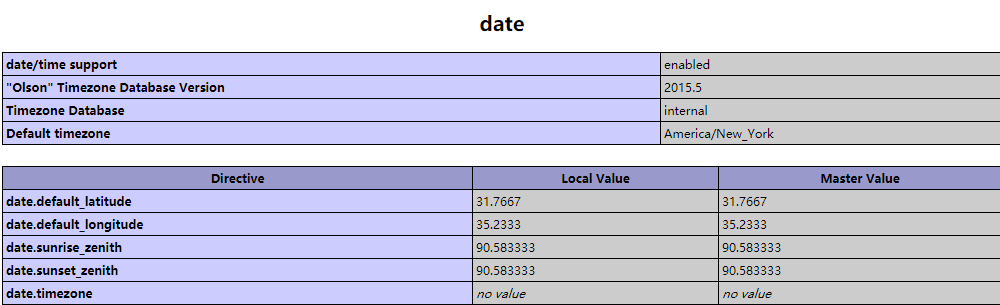 date
date/time support enabled
"Olson" Timezone Database Version 2015.5
Timezone Database internal
Default timezone America/New_York
Directive Local Value Master Value
date.default_latitude 31.7667 31.7667
date.default_longitude 35.2333 35.2333
date.sunrise_zenith 90.583333 90.583333
date.sunset_zenith 90.583333 90.583333
date.timezone no value no value